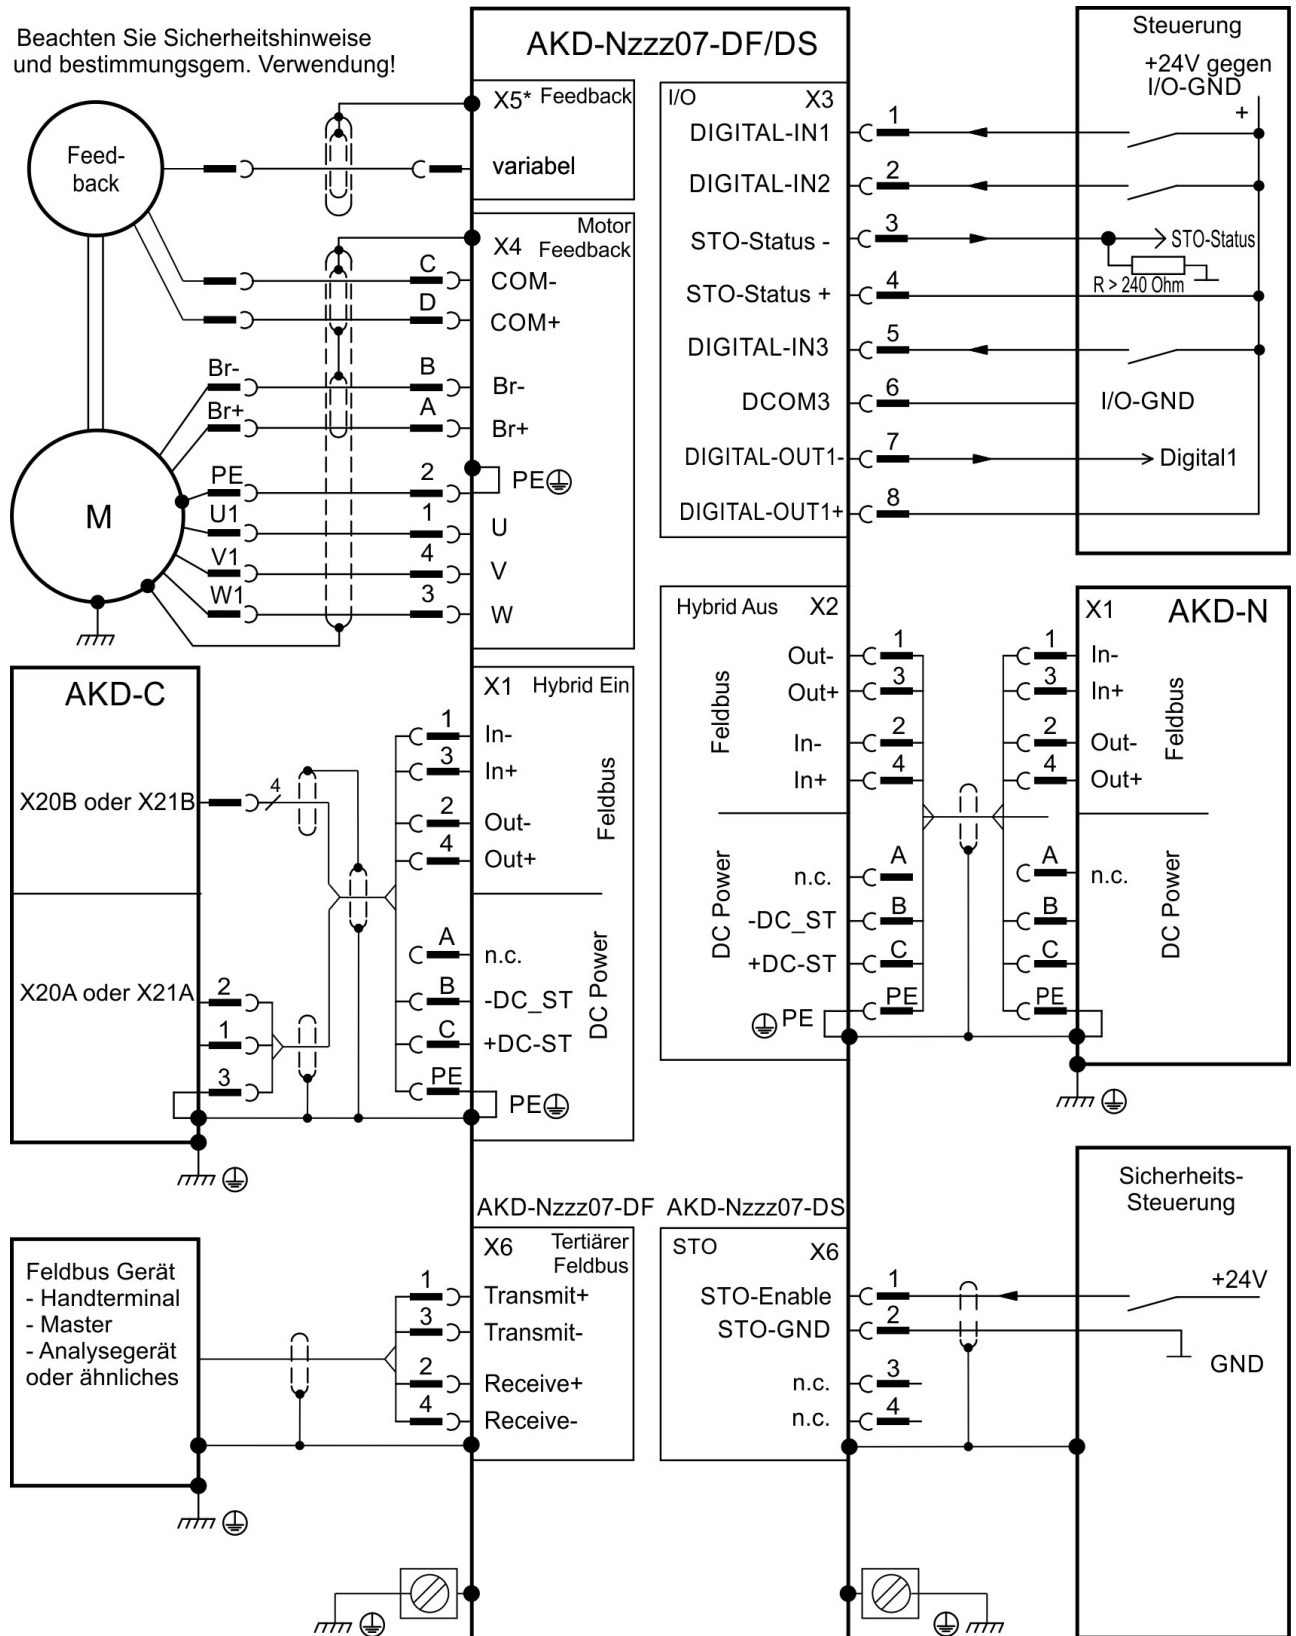 Beachten Sie Sicherheitshinweise
und bestimmungsgem. Verwendung!
AKD-Nzzz07-DF/DS
Feed-
back
X5* Feedback
variabel
Motor
X4 Feedback
C COM-
D COM+
Br- B Br-
Br+ A Br+
PE 2 PE
M
U1 1 U
V1 4 V
W1 3 W
I/O X3
DIGITAL-IN1 1
DIGITAL-IN2 2
STO-Status - 3
STO-Status + 4
DIGITAL-IN3 5
DCOM3 6
DIGITAL-OUT1- 7
DIGITAL-OUT1+ 8
Steuerung
+24V gegen
I/O-GND
+
STO-Status
R > 240 Ohm
I/O-GND
Digital1
AKD-C
X20B oder X21B
4
X20A oder X21A
2
1
3
X1 Hybrid Ein
1 In-
3 In+
2 Out-
4 Out+
Feldbus
A n.c.
B -DC_ST
C +DC-ST
PE PE
DC Power
Hybrid Aus X2
Out- 1
Out+ 3
In- 2
In+ 4
Feldbus
n.c. A
-DC_ST B
+DC-ST C
PE PE
DC Power
X1 AKD-N
1 In-
3 In+
2 Out-
4 Out+
Feldbus
A n.c.
B
C
PE
DC Power
Feldbus Gerät
- Handterminal
- Master
- Analysegerät
oder ähnliches
AKD-Nzzz07-DF
X6 Tertiärer
Feldbus
1 Transmit+
3 Transmit-
2 Receive+
4 Receive-
AKD-Nzzz07-DS
STO X6
STO-Enable 1
STO-GND 2
n.c. 3
n.c. 4
Sicherheits-
Steuerung
+24V
GND